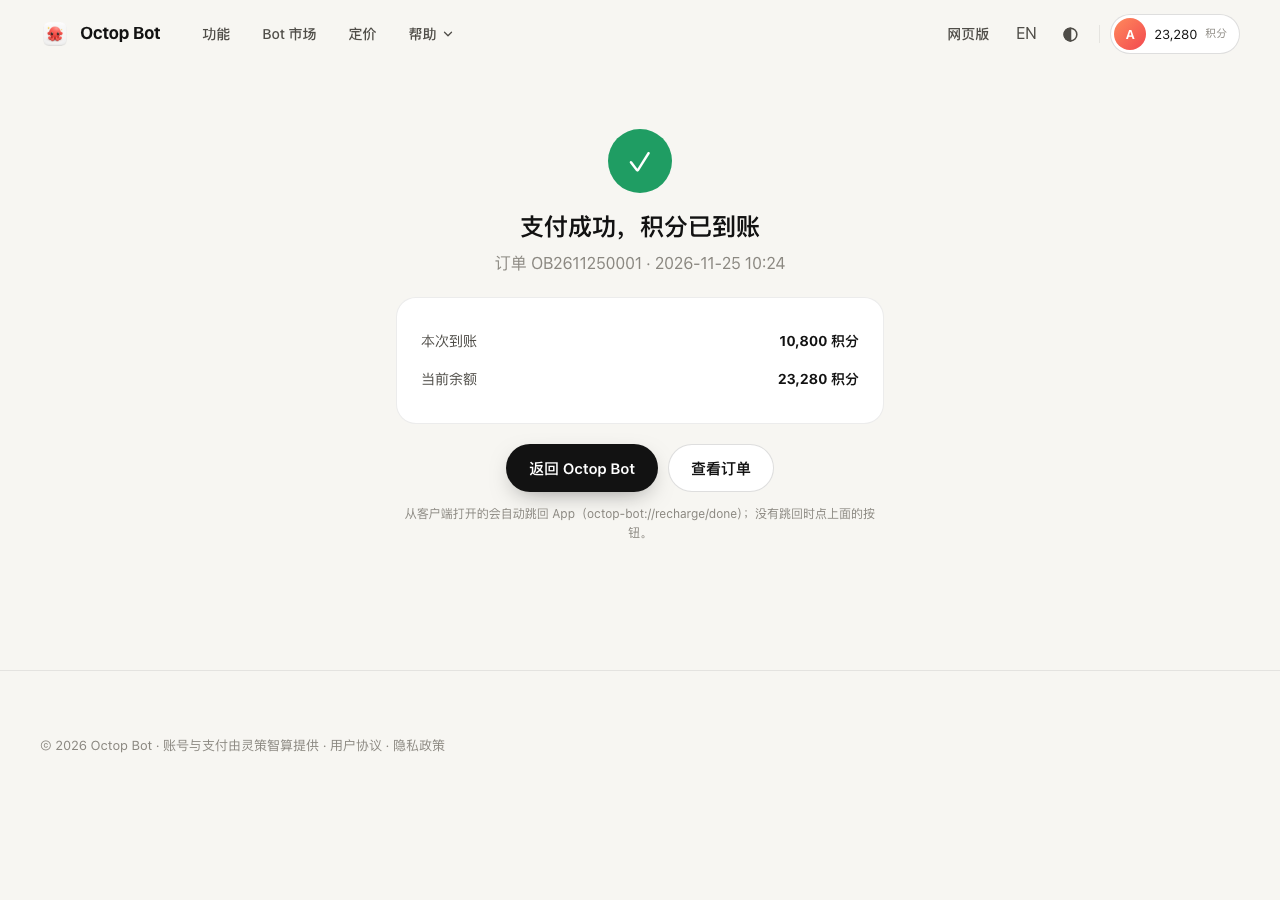 Octop Bot
功能
Bot 市场
定价
帮助
网页版
EN
A
23,280 积分
支付成功，积分已到账
订单 OB2611250001 · 2026-11-25 10:24
本次到账 10,800 积分
当前余额 23,280 积分
返回 Octop Bot
查看订单
从客户端打开的会自动跳回 App（octop-bot://recharge/done）；没有跳回时点上面的按
钮。
© 2026 Octop Bot · 账号与支付由灵策智算提供 · 用户协议 · 隐私政策